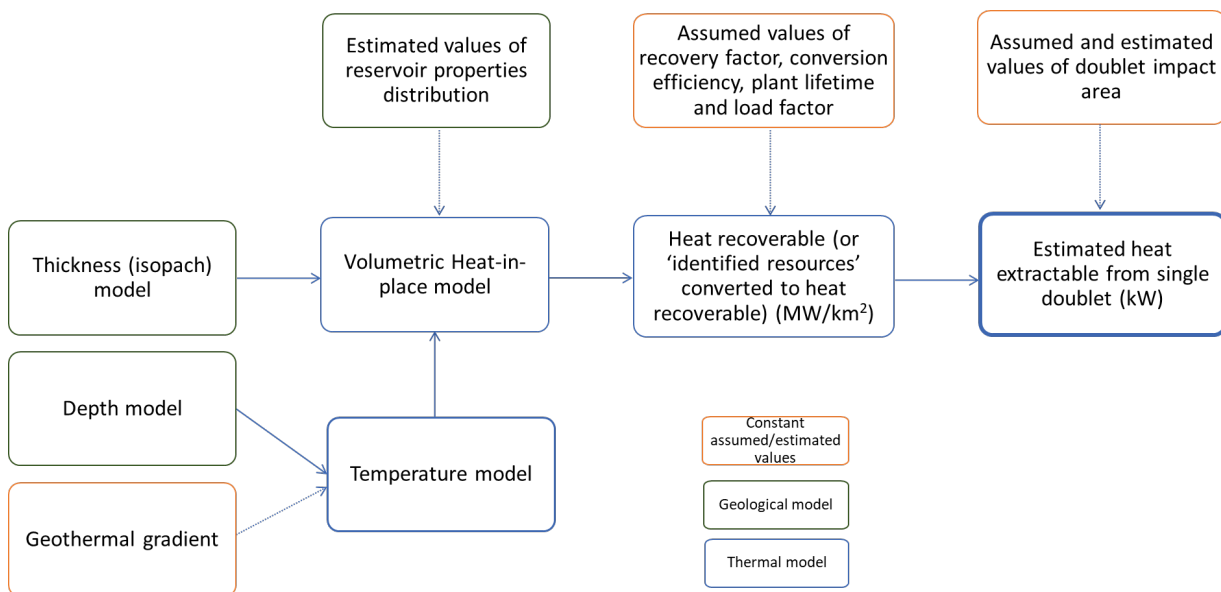 Estimated values of
reservoir properties
distribution
Assumed values of
recovery factor, conversion
efficiency, plant lifetime
and load factor
Assumed and estimated
values of doublet impact
area
Thickness (isopach)
model
Volumetric Heat-in-
place model
Heat recoverable (or
‘identified resources’
converted to heat
recoverable) (MW/km²)
Estimated heat
extractable from single
doublet (kW)
Depth model
Temperature model
Geothermal gradient
Constant
assumed/estimated
values
Geological model
Thermal model